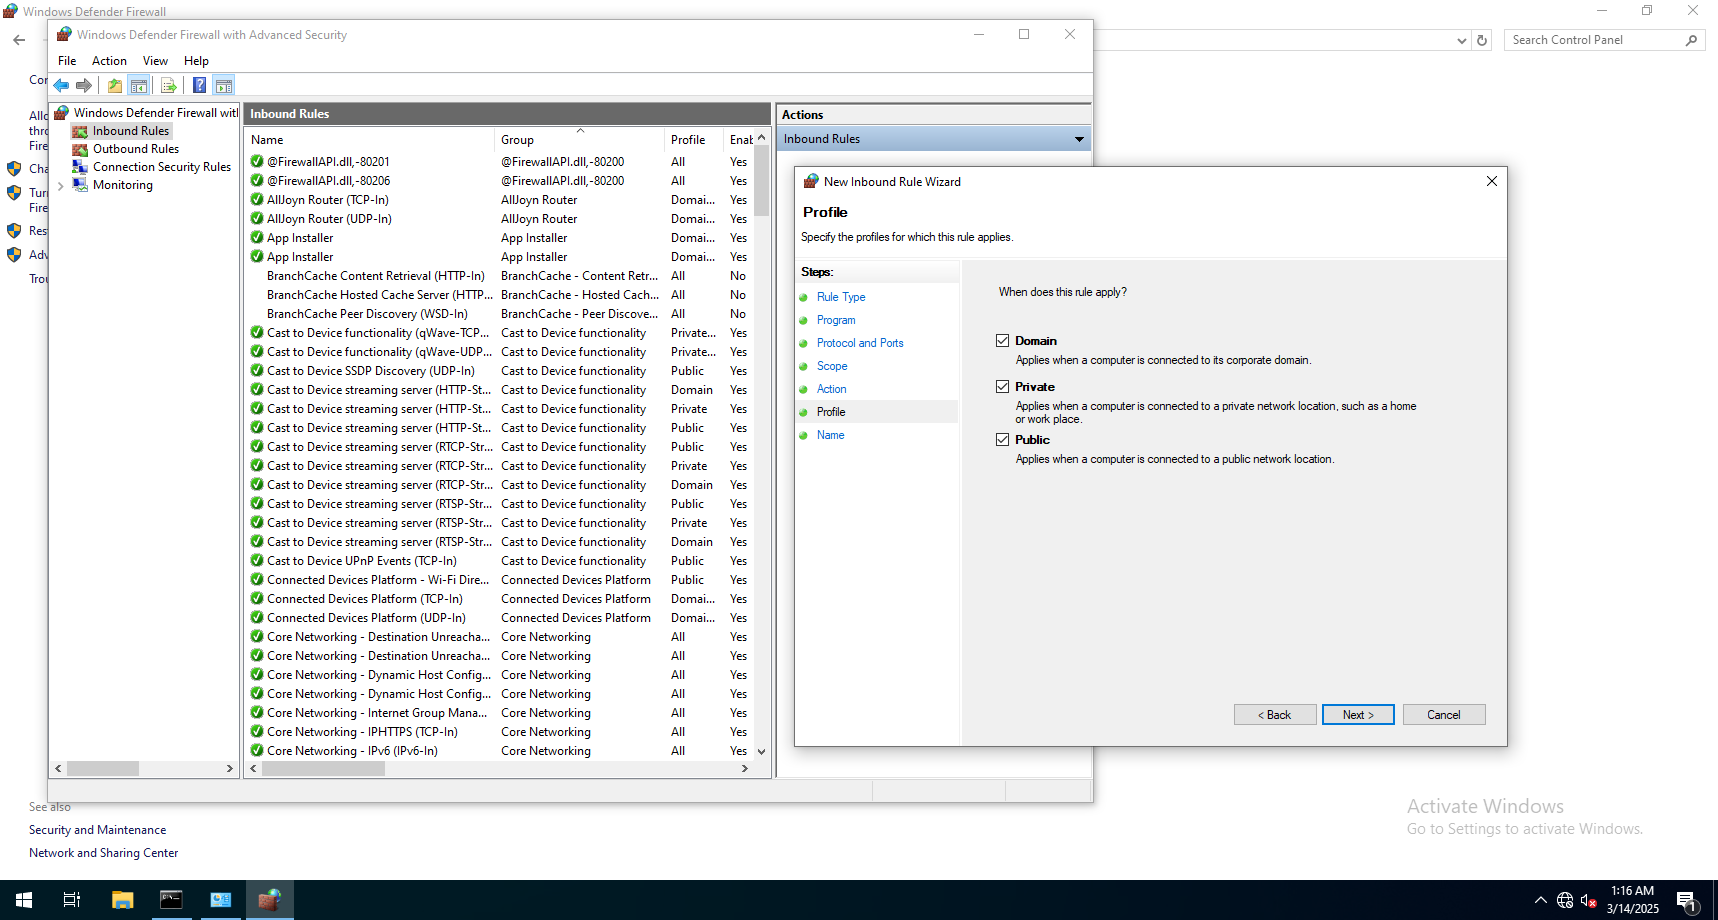 Windows Defender Firewall
Search Control Panel
Windows Defender Firewall with Advanced Security
File Action View Help
Windows Defender Firewall wit
Inbound Rules
Outbound Rules
Connection Security Rules
Monitoring
Inbound Rules
Name Group Profile Enab
@FirewallAPI.dll,-80201 @FirewallAPI.dll,-80200 All Yes
@FirewallAPI.dll,-80206 @FirewallAPI.dll,-80200 All Yes
AllJoyn Router (TCP-In) AllJoyn Router Domai... Yes
AllJoyn Router (UDP-In) AllJoyn Router Domai... Yes
App Installer App Installer Domai... Yes
App Installer App Installer Domai... Yes
BranchCache Content Retrieval (HTTP-In) BranchCache - Content Retr... All No
BranchCache Hosted Cache Server (HTTP... BranchCache - Hosted Cach... All No
BranchCache Peer Discovery (WSD-In) BranchCache - Peer Discove... All No
Cast to Device functionality (qWave-TCP... Cast to Device functionality Private... Yes
Cast to Device functionality (qWave-UDP... Cast to Device functionality Private... Yes
Cast to Device SSDP Discovery (UDP-In) Cast to Device functionality Public Yes
Cast to Device streaming server (HTTP-St... Cast to Device functionality Domain Yes
Cast to Device streaming server (HTTP-St... Cast to Device functionality Private Yes
Cast to Device streaming server (HTTP-St... Cast to Device functionality Public Yes
Cast to Device streaming server (RTCP-Str... Cast to Device functionality Public Yes
Cast to Device streaming server (RTCP-Str... Cast to Device functionality Private Yes
Cast to Device streaming server (RTCP-Str... Cast to Device functionality Domain Yes
Cast to Device streaming server (RTSP-Str... Cast to Device functionality Public Yes
Cast to Device streaming server (RTSP-Str... Cast to Device functionality Private Yes
Cast to Device streaming server (RTSP-Str... Cast to Device functionality Domain Yes
Cast to Device UPnP Events (TCP-In) Cast to Device functionality Public Yes
Connected Devices Platform - Wi-Fi Dire... Connected Devices Platform Public Yes
Connected Devices Platform (TCP-In) Connected Devices Platform Domai... Yes
Connected Devices Platform (UDP-In) Connected Devices Platform Domai... Yes
Core Networking - Destination Unreacha... Core Networking All Yes
Core Networking - Destination Unreacha... Core Networking All Yes
Core Networking - Dynamic Host Config... Core Networking All Yes
Core Networking - Dynamic Host Config... Core Networking All Yes
Core Networking - Internet Group Mana... Core Networking All Yes
Core Networking - IPHTTPS (TCP-In) Core Networking All Yes
Core Networking - IPv6 (IPv6-In) Core Networking All Yes
Actions
Inbound Rules
New Inbound Rule Wizard
Profile
Specify the profiles for which this rule applies.
Steps:
Rule Type
Program
Protocol and Ports
Scope
Action
Profile
Name
When does this rule apply?
Domain
Applies when a computer is connected to its corporate domain.
Private
Applies when a computer is connected to a private network location, such as a home
or work place.
Public
Applies when a computer is connected to a public network location.
< Back Next > Cancel
Con
Allo
thro
Fire
Cha
Turn
Fire
Res
Adv
Trou
See also
Security and Maintenance
Network and Sharing Center
Activate Windows
Go to Settings to activate Windows.
1:16 AM
3/14/2025
1